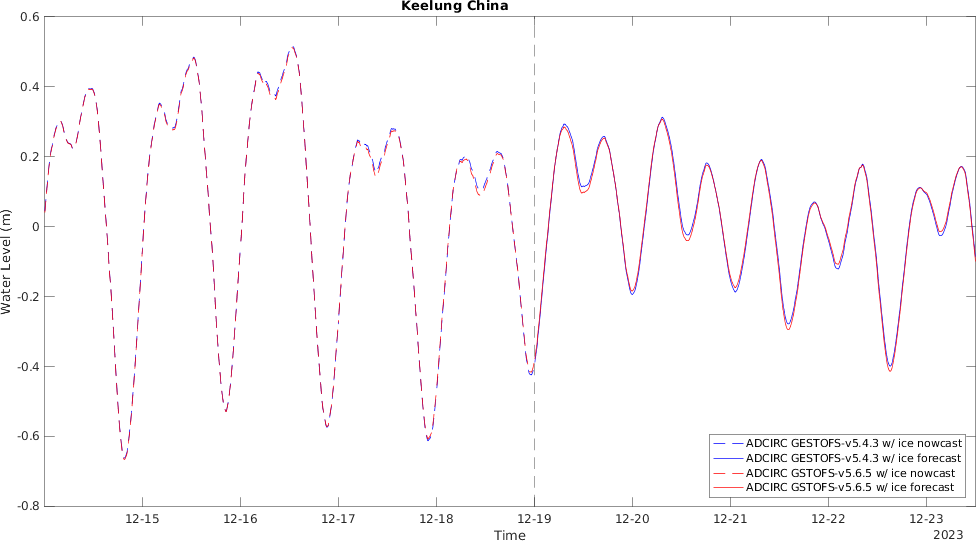 Keelung China
Water Level (m)
0.6
0.4
0.2
0
-0.2
-0.4
-0.6
-0.8
12-15
12-16
12-17
12-18
12-19
12-20
12-21
12-22
12-23
Time
2023
ADCIRC GESTOFS-v5.4.3 w/ ice nowcast
ADCIRC GESTOFS-v5.4.3 w/ ice forecast
ADCIRC GSTOFS-v5.6.5 w/ ice nowcast
ADCIRC GSTOFS-v5.6.5 w/ ice forecast